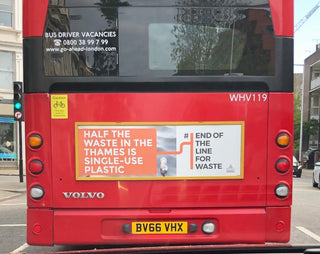 BUS DRIVER VACANCIES
☎ 0800 38 99 7 99
www.go-ahead-london.com
WHV119
HALF THE
WASTE IN THE
THAMES IS
SINGLE-USE
PLASTIC
#END OF
THE
LINE
FOR
WASTE
VOLVO
BV66 VHX